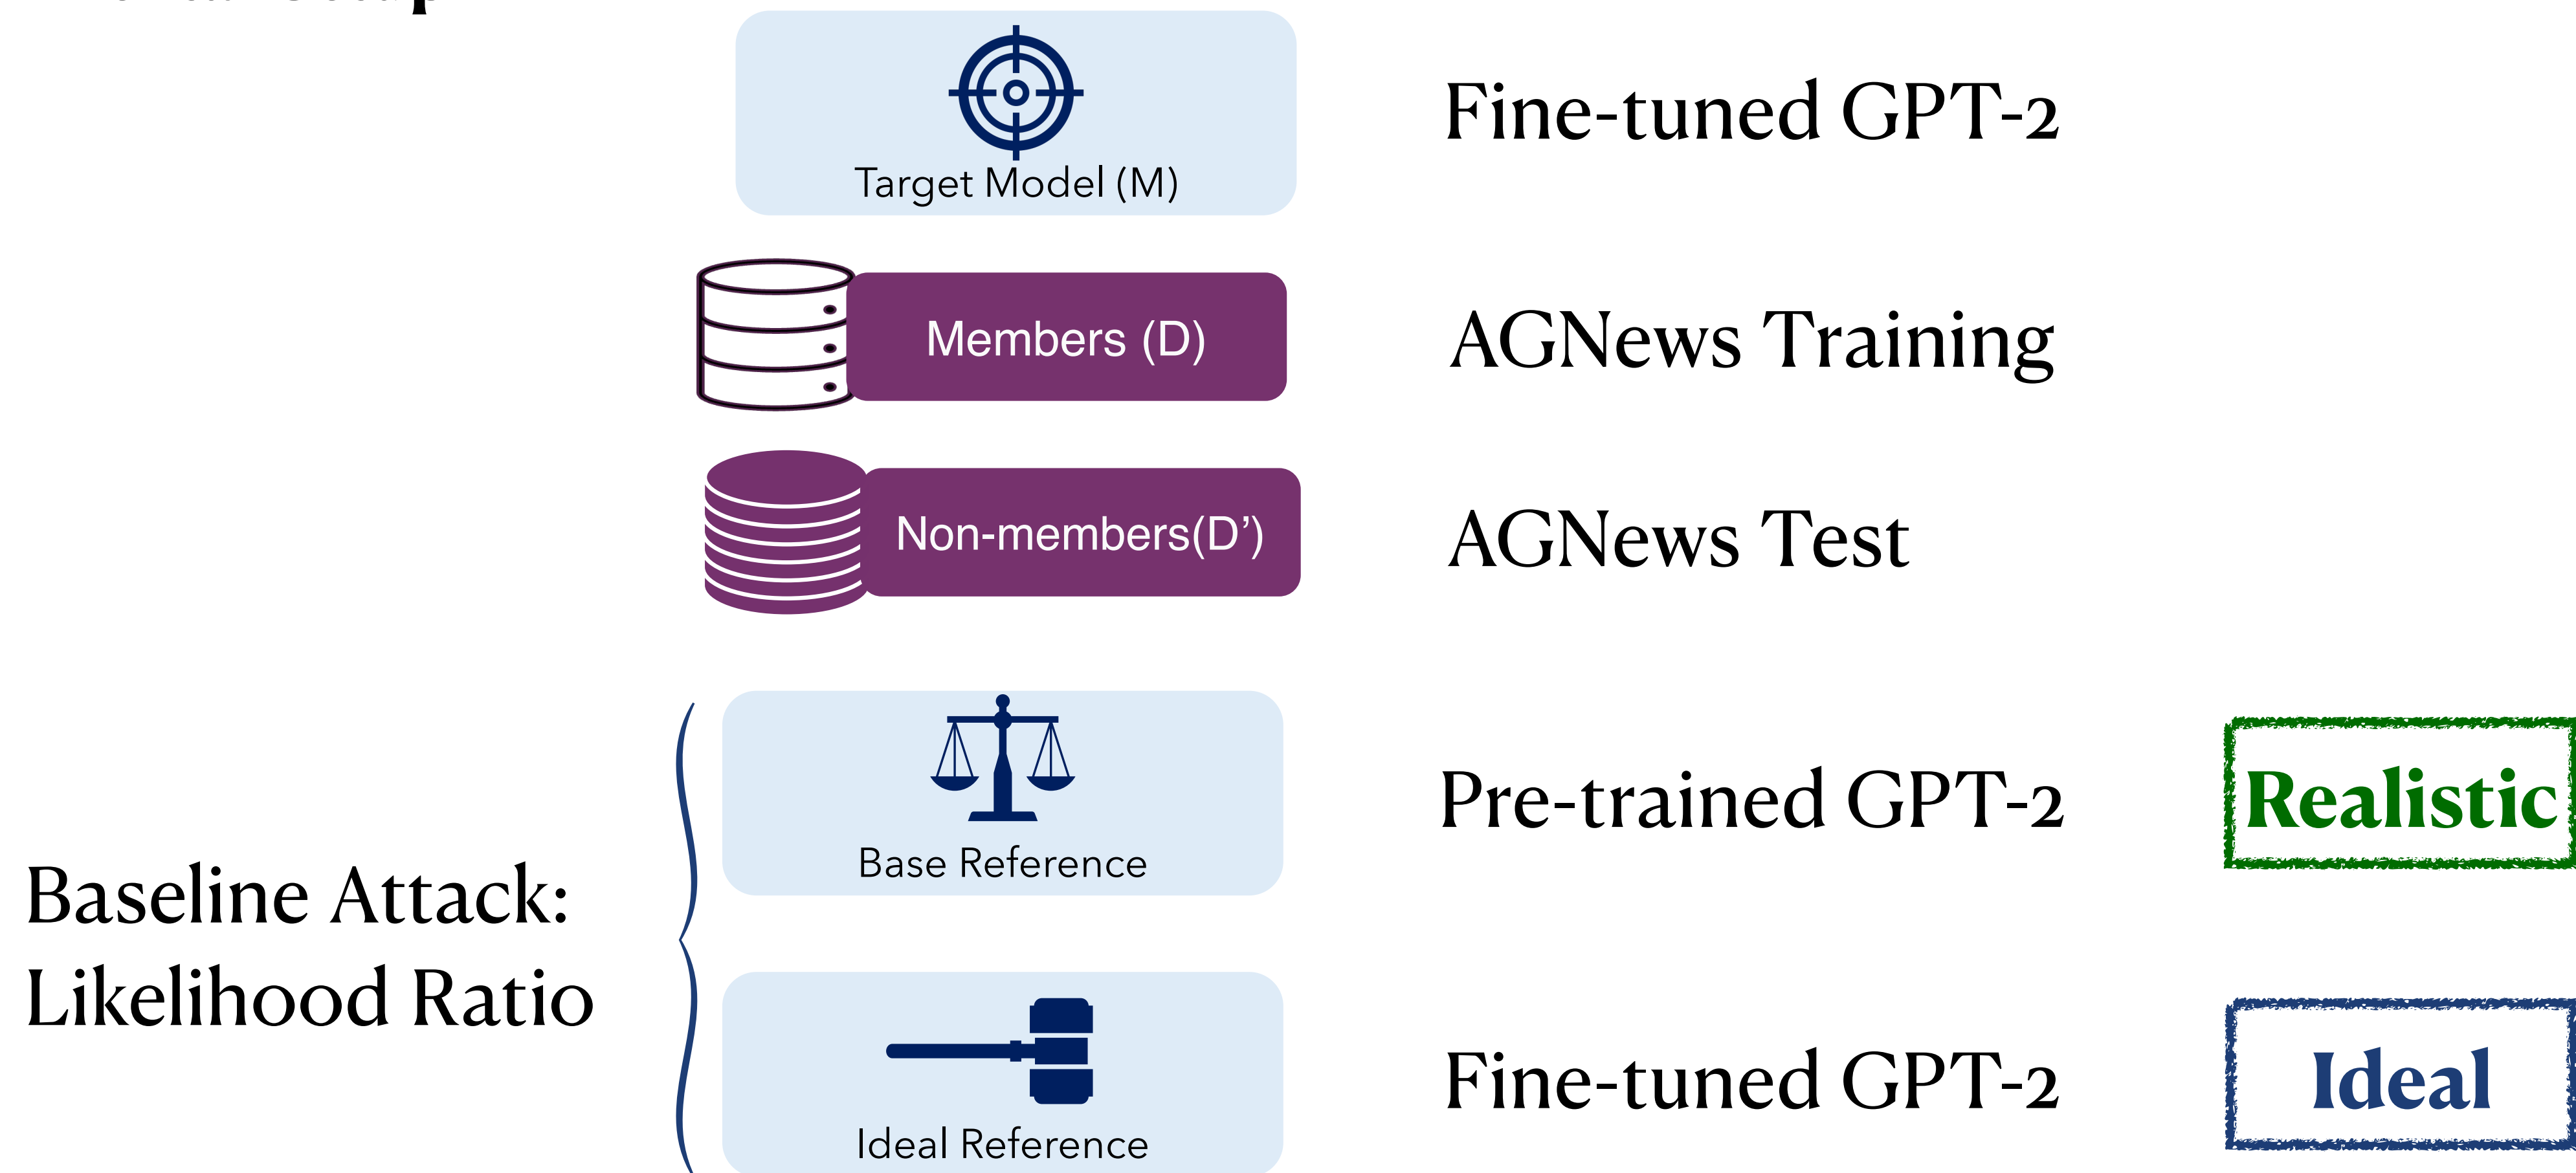 Fine-tuned GPT-2
Target Model (M)
Members (D)
AGNews Training
Non-members(D’)
AGNews Test
Pre-trained GPT-2
Realistic
Base Reference
Baseline Attack:
Likelihood Ratio
Fine-tuned GPT-2
Ideal
Ideal Reference